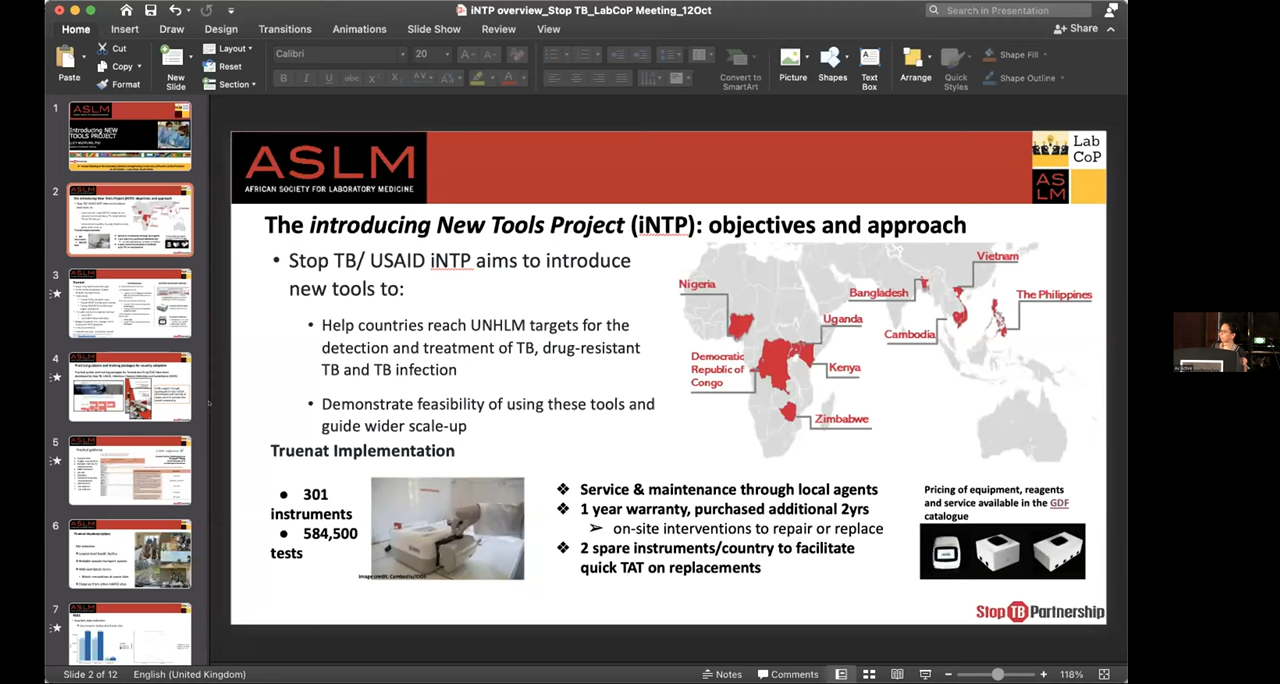 iNTP overview_Stop TB_LabCoP Meeting_12Oct
Search in Presentation
Home Insert Draw Design Transitions Animations Slide Show Review View
Share
Paste
Cut
Copy
Format
New Slide
Layout
Reset
Section
Calibri
20
Convert to SmartArt
Picture
Shapes
Text Box
Arrange
Quick Styles
Shape Fill
Shape Outline
1
2
3
4
5
6
7
ASLM
AFRICAN SOCIETY FOR LABORATORY MEDICINE
Lab
CoP
AS
LM
The introducing New Tools Project (iNTP): objectives and approach
• Stop TB/ USAID iNTP aims to introduce
new tools to:
• Help countries reach UNHLM targets for the
detection and treatment of TB, drug-resistant
TB and TB infection
• Demonstrate feasibility of using these tools and
guide wider scale-up
Nigeria
Democratic
Republic of
Congo
Uganda
Kenya
Zimbabwe
Bangladesh
Cambodia
Vietnam
The Philippines
Truenat Implementation
● 301
instruments
● 584,500
tests
❖ Service & maintenance through local agents
❖ 1 year warranty, purchased additional 2yrs
➢ on-site interventions to repair or replace
❖ 2 spare instruments/country to facilitate
quick TAT on replacements
Pricing of equipment, reagents
and service available in the GDF
catalogue
Stop TB Partnership
Slide 2 of 12
English (United Kingdom)
Notes
Comments
118%